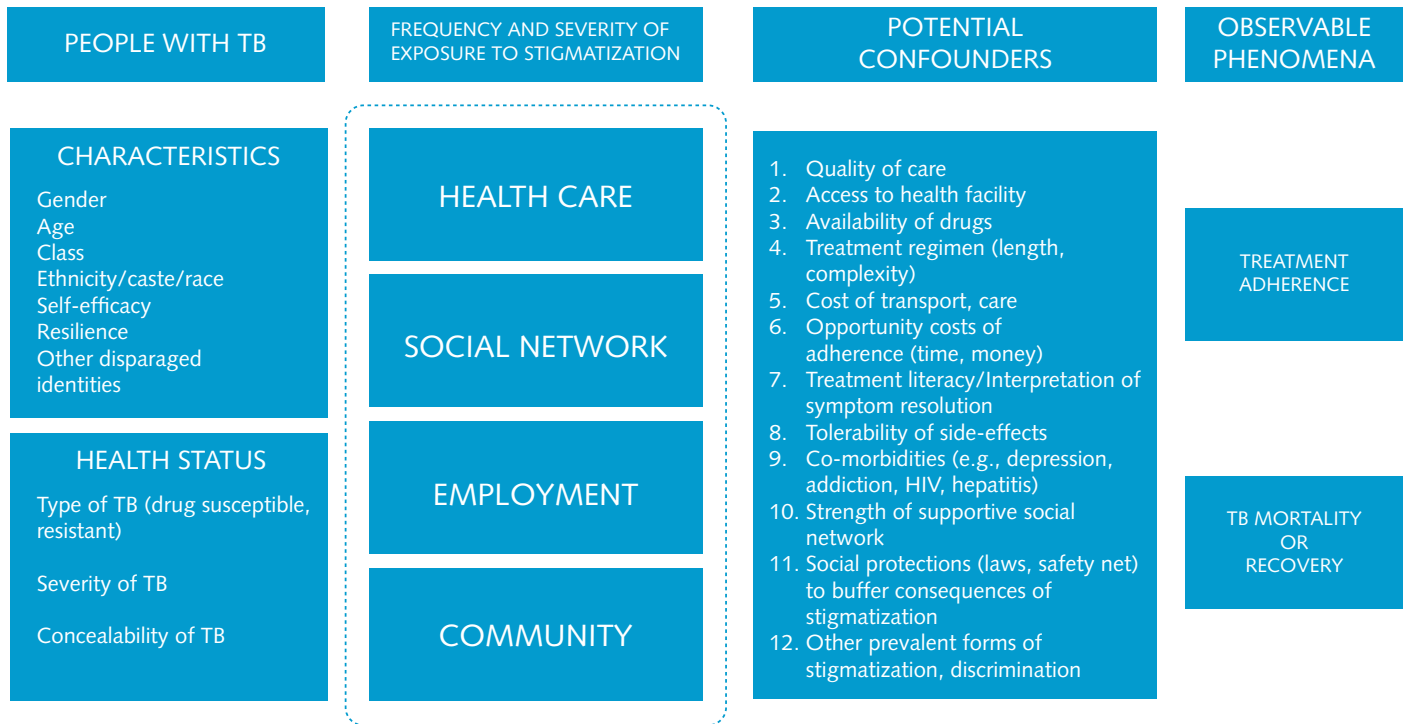 PEOPLE WITH TB
FREQUENCY AND SEVERITY OF
EXPOSURE TO STIGMATIZATION
POTENTIAL
CONFOUNDERS
OBSERVABLE
PHENOMENA
CHARACTERISTICS
Gender
Age
Class
Ethnicity/caste/race
Self-efficacy
Resilience
Other disparaged
identities
HEALTH STATUS
Type of TB (drug susceptible,
resistant)
Severity of TB
Concealability of TB
HEALTH CARE
SOCIAL NETWORK
EMPLOYMENT
COMMUNITY
1. Quality of care
2. Access to health facility
3. Availability of drugs
4. Treatment regimen (length,
complexity)
5. Cost of transport, care
6. Opportunity costs of
adherence (time, money)
7. Treatment literacy/Interpretation of
symptom resolution
8. Tolerability of side-effects
9. Co-morbidities (e.g., depression,
addiction, HIV, hepatitis)
10. Strength of supportive social
network
11. Social protections (laws, safety net)
to buffer consequences of
stigmatization
12. Other prevalent forms of
stigmatization, discrimination
TREATMENT
ADHERENCE
TB MORTALITY
OR
RECOVERY